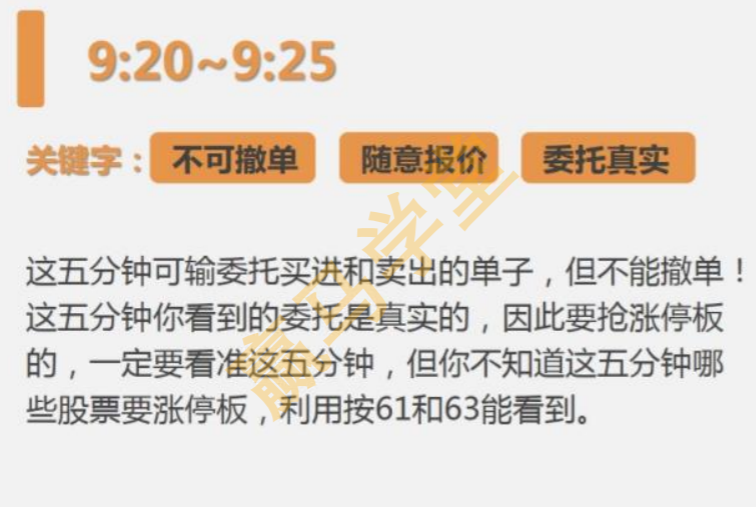 9:20~9:25
关键字：不可撤单 随意报价 委托真实
这五分钟可输委托买进和卖出的单子，但不能撤单！
这五分钟你看到的委托是真实的，因此要抢涨停板
的，一定要看准这五分钟，但你不知道这五分钟哪
些股票要涨停板，利用按61和63能看到。
赢马学堂